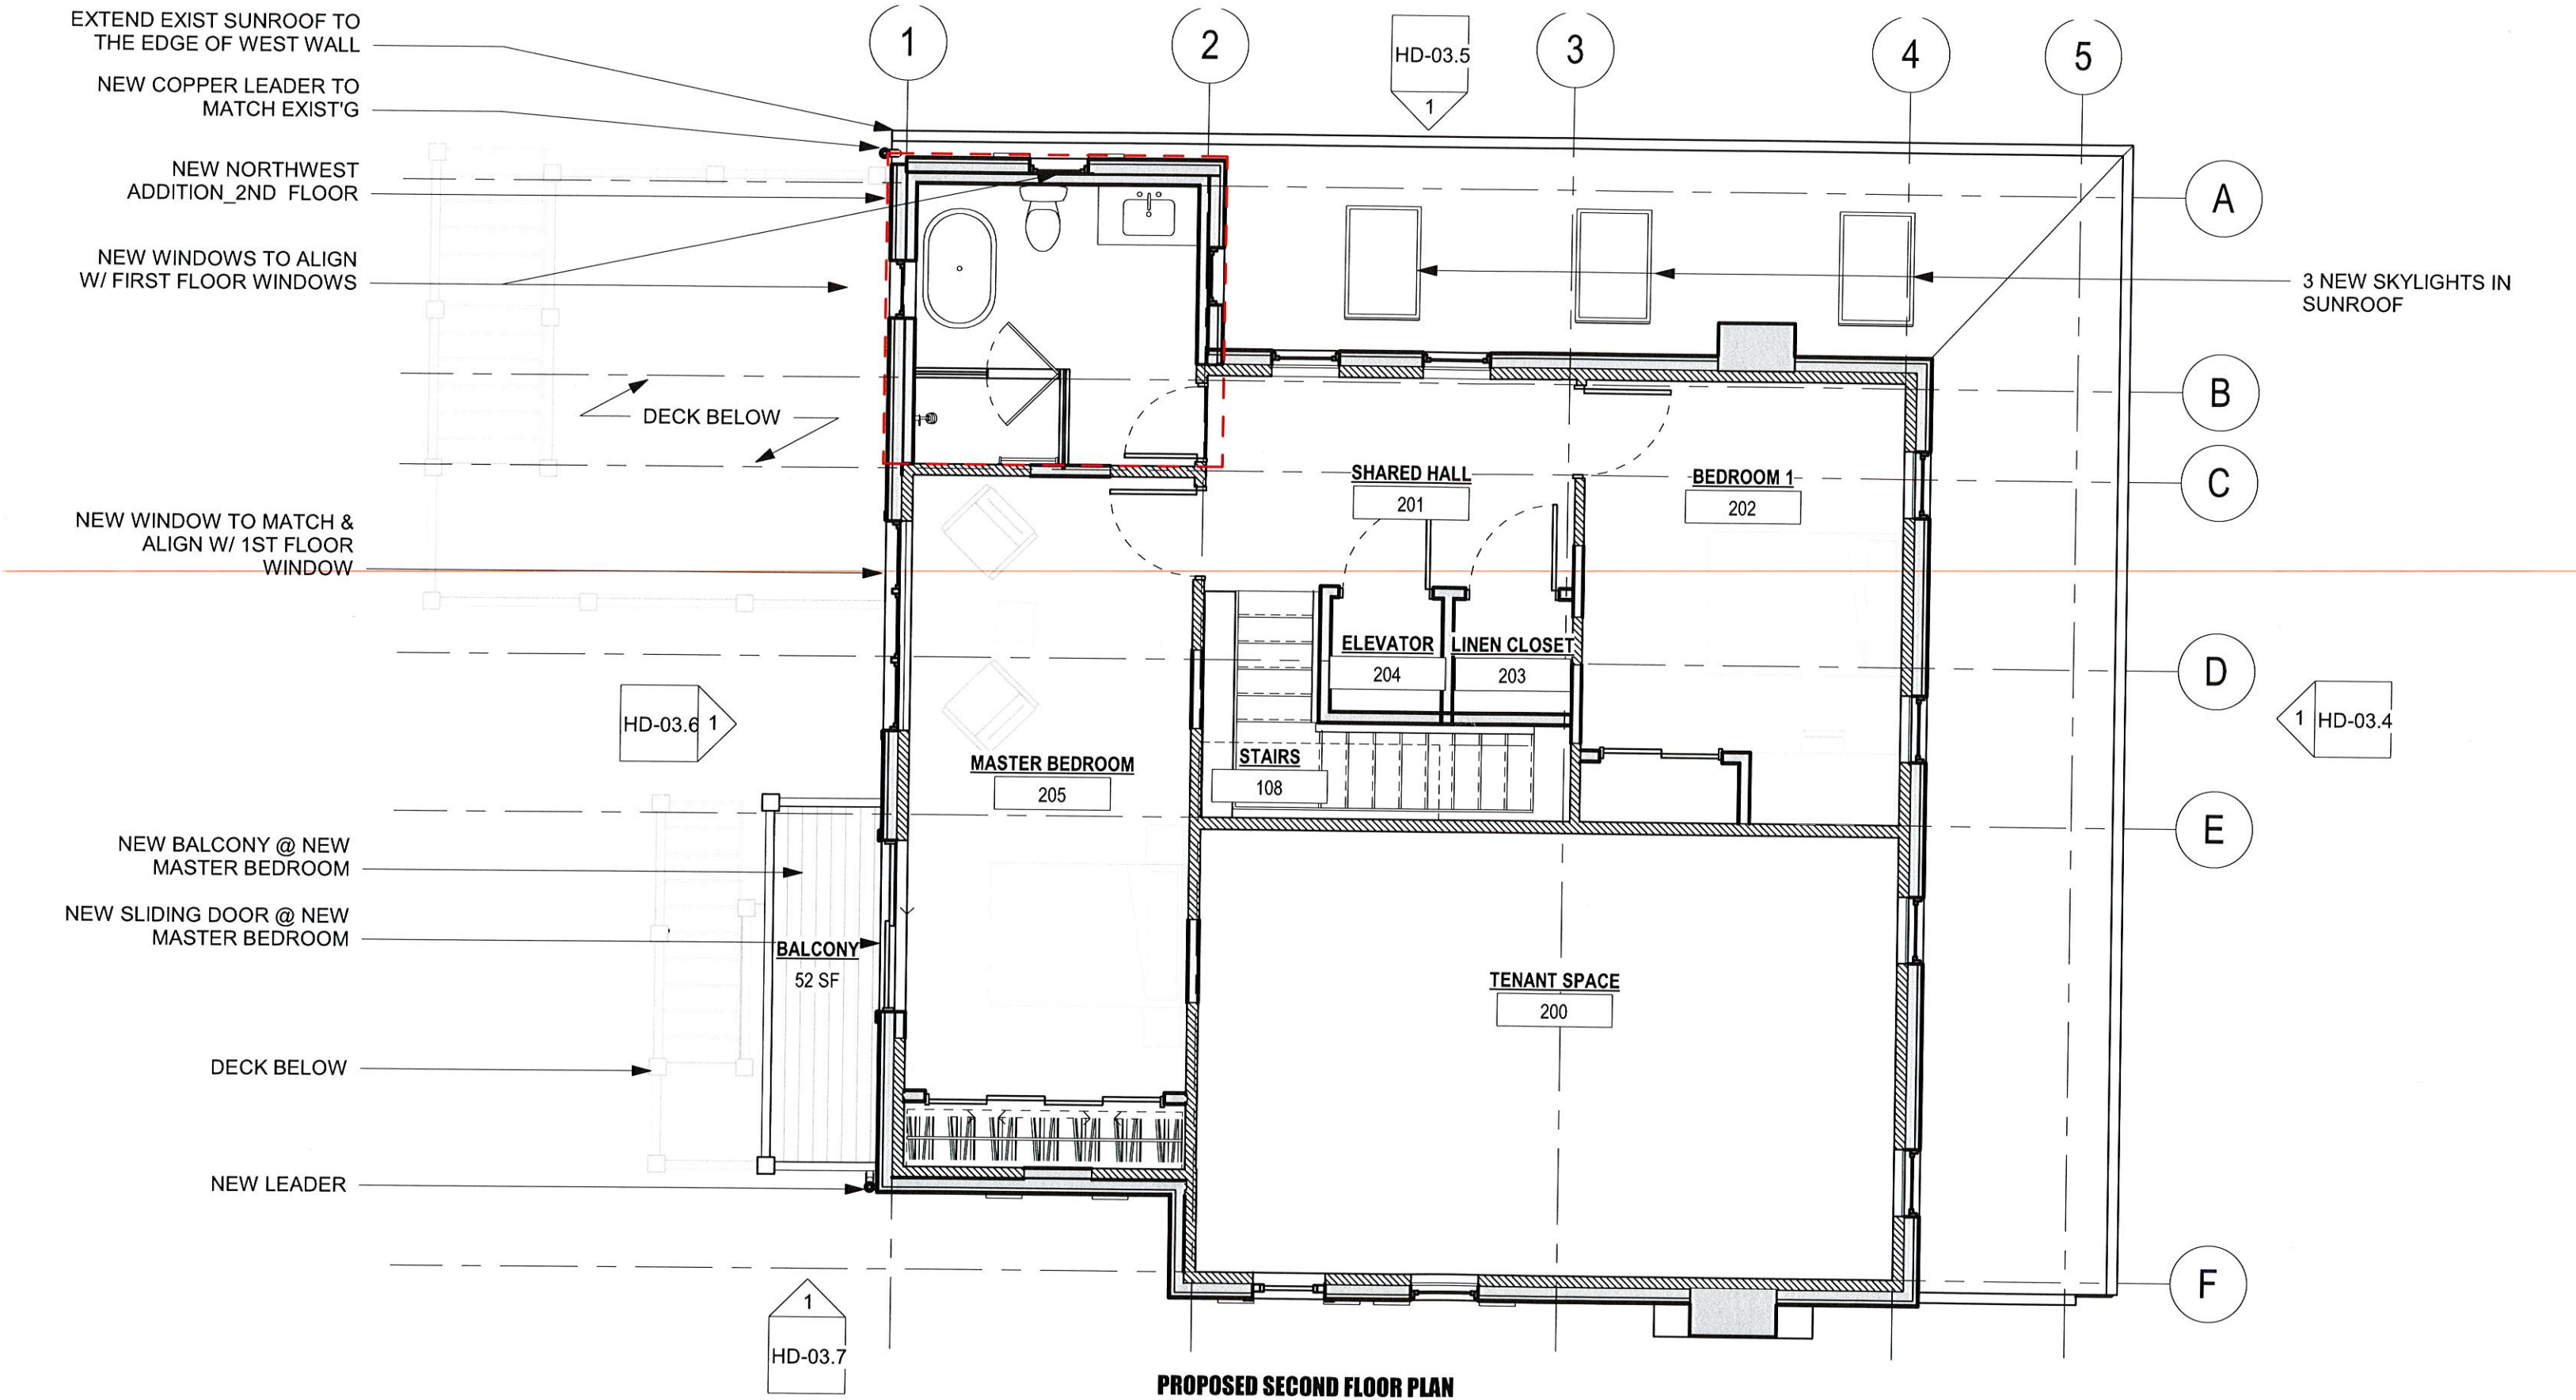 EXTEND EXIST SUNROOF TO
THE EDGE OF WEST WALL
NEW COPPER LEADER TO
MATCH EXIST'G
NEW NORTHWEST
ADDITION_2ND FLOOR
NEW WINDOWS TO ALIGN
W/ FIRST FLOOR WINDOWS
DECK BELOW
NEW WINDOW TO MATCH &
ALIGN W/ 1ST FLOOR
WINDOW
NEW BALCONY @ NEW
MASTER BEDROOM
NEW SLIDING DOOR @ NEW
MASTER BEDROOM
DECK BELOW
NEW LEADER
1
2
3
4
5
HD-03.5
1
A
B
C
D
E
F
3 NEW SKYLIGHTS IN
SUNROOF
SHARED HALL
201
BEDROOM 1
202
ELEVATOR
204
LINEN CLOSET
203
HD-03.6 1
1 HD-03.4
MASTER BEDROOM
205
STAIRS
108
BALCONY
52 SF
TENANT SPACE
200
1
HD-03.7
PROPOSED SECOND FLOOR PLAN